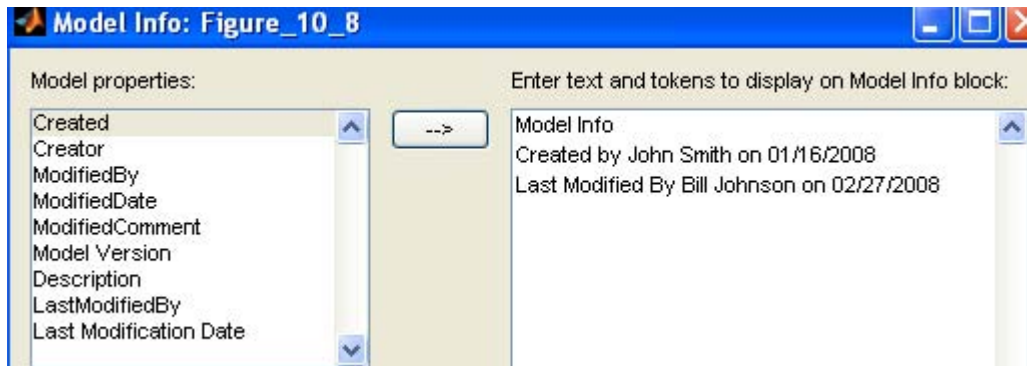 Model Info: Figure_10_8
Model properties:
Created
Creator
ModifiedBy
ModifiedDate
ModifiedComment
Model Version
Description
LastModifiedBy
Last Modification Date
-->
Enter text and tokens to display on Model Info block:
Model Info
Created by John Smith on 01/16/2008
Last Modified By Bill Johnson on 02/27/2008